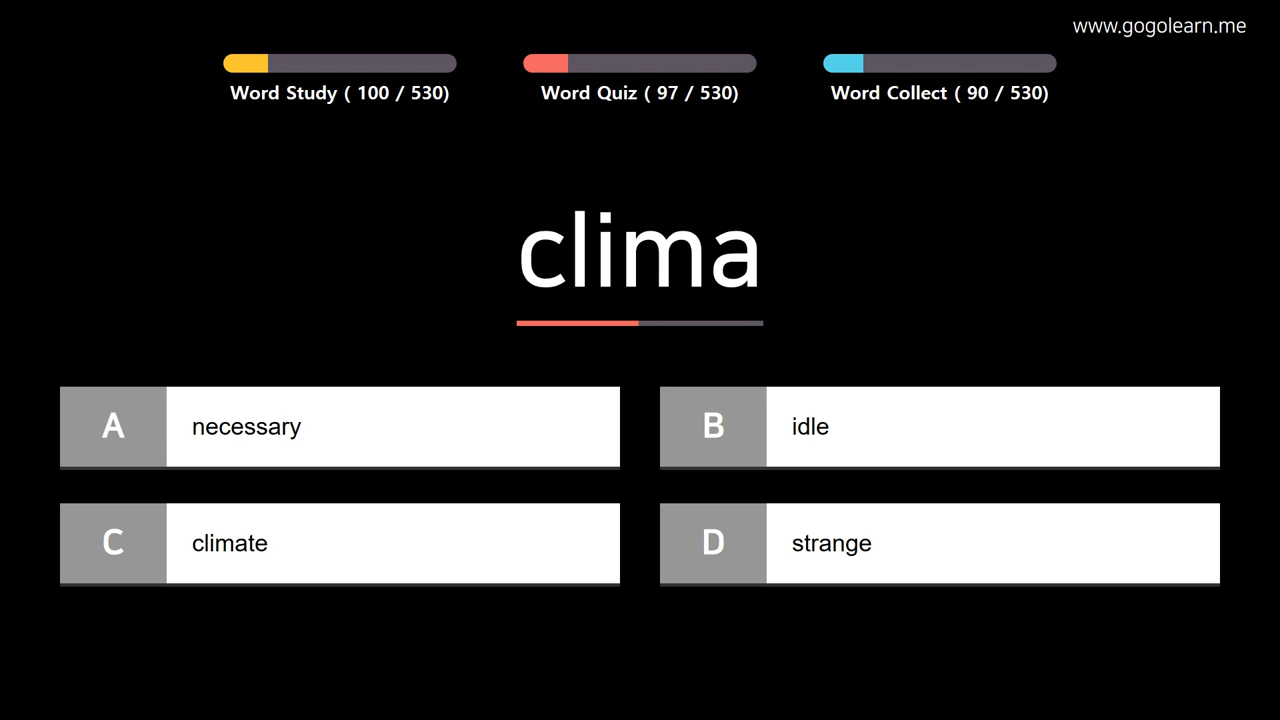 www.gogolearn.me
Word Study ( 100 / 530)
Word Quiz ( 97 / 530)
Word Collect ( 90 / 530)
clima
A necessary
B idle
C climate
D strange